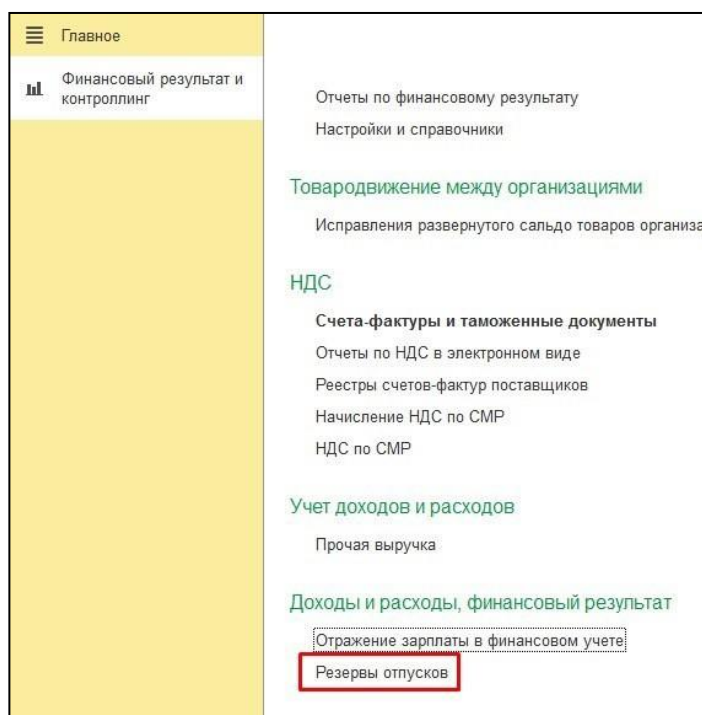 Главное
Финансовый результат и
контроллинг
Отчеты по финансовому результату
Настройки и справочники
Товародвижение между организациями
Исправления развернутого сальдо товаров организа
НДС
Счета-фактуры и таможенные документы
Отчеты по НДС в электронном виде
Реестры счетов-фактур поставщиков
Начисление НДС по СМР
НДС по СМР
Учет доходов и расходов
Прочая выручка
Доходы и расходы, финансовый результат
Отражение зарплаты в финансовом учете
Резервы отпусков